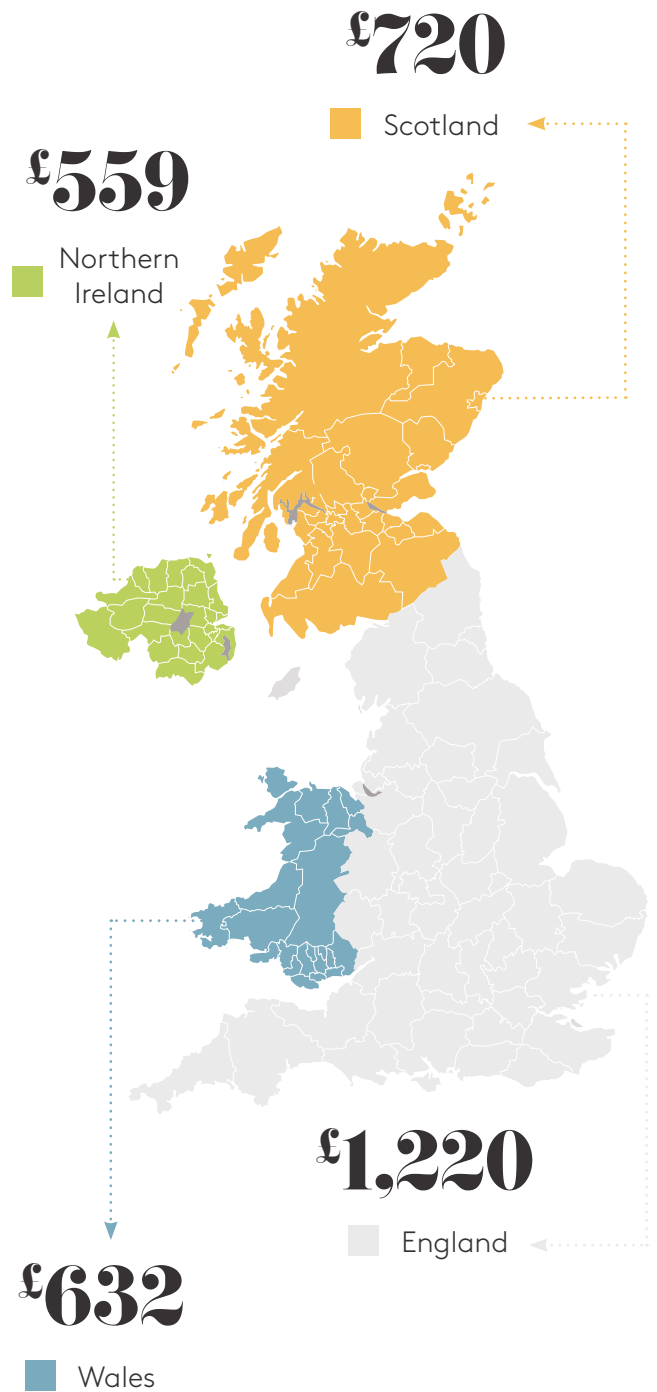 £720
Scotland
£559
Northern
Ireland
£1,220
England
£632
Wales